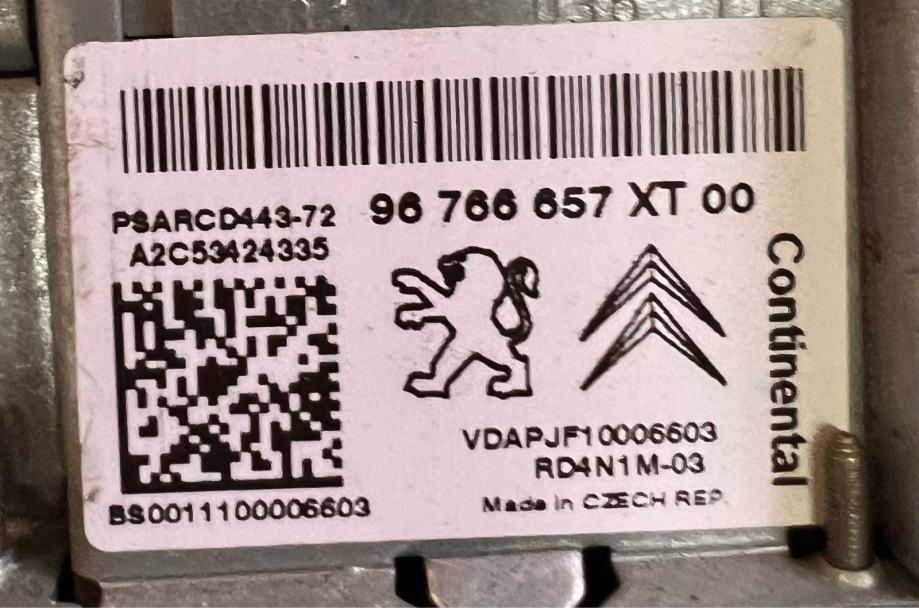 PSARCD443-72
A2C53424335
96 766 657 XT 00
Continental
VDAPJF10006603
RD4N1M-03
Made in CZECH REP.
BS0011100006603